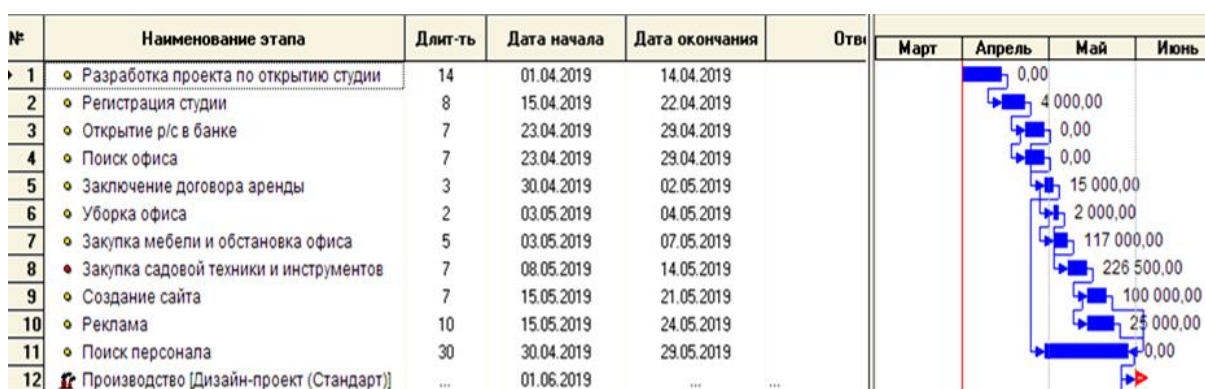 № Наименование этапа Длит-ть Дата начала Дата окончания Март Апрель Май Июнь
1 Разработка проекта по открытию студии 14 01.04.2019 14.04.2019 0,00
2 Регистрация студии 8 15.04.2019 22.04.2019 4 000,00
3 Открытие р/с в банке 7 23.04.2019 29.04.2019 0,00
4 Поиск офиса 7 23.04.2019 29.04.2019 0,00
5 Заключение договора аренды 3 30.04.2019 02.05.2019 15 000,00
6 Уборка офиса 2 03.05.2019 04.05.2019 2 000,00
7 Закупка мебели и обстановка офиса 5 03.05.2019 07.05.2019 117 000,00
8 Закупка садовой техники и инструментов 7 08.05.2019 14.05.2019 226 500,00
9 Создание сайта 7 15.05.2019 21.05.2019 100 000,00
10 Реклама 10 15.05.2019 24.05.2019 25 000,00
11 Поиск персонала 30 30.04.2019 29.05.2019 0,00
12 Производство [Дизайн-проект (Стандарт)] ... 01.06.2019 ... ...